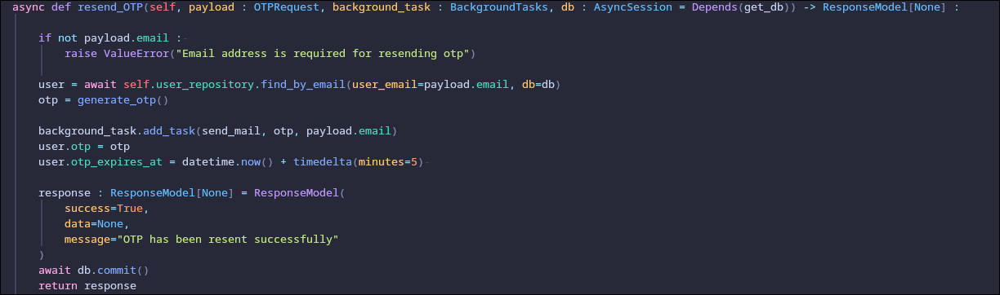 async def resend_OTP(self, payload : OTPRequest, background_task : BackgroundTasks, db : AsyncSession = Depends(get_db)) -> ResponseModel[None] :
if not payload.email :
raise ValueError("Email address is required for resending otp")
user = await self.user_repository.find_by_email(user_email=payload.email, db=db)
otp = generate_otp()
background_task.add_task(send_mail, otp, payload.email)
user.otp = otp
user.otp_expires_at = datetime.now() + timedelta(minutes=5)
response : ResponseModel[None] = ResponseModel(
success=True,
data=None,
message="OTP has been resent successfully"
)
await db.commit()
return response